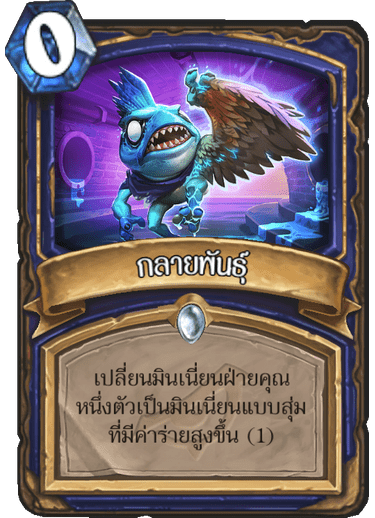 0
กลายพันธุ์
เปลี่ยนมินเนี่ยนฝ่ายคุณ
หนึ่งตัวเป็นมินเนี่ยนแบบสุ่ม
ที่มีค่าร่ายสูงขึ้น (1)